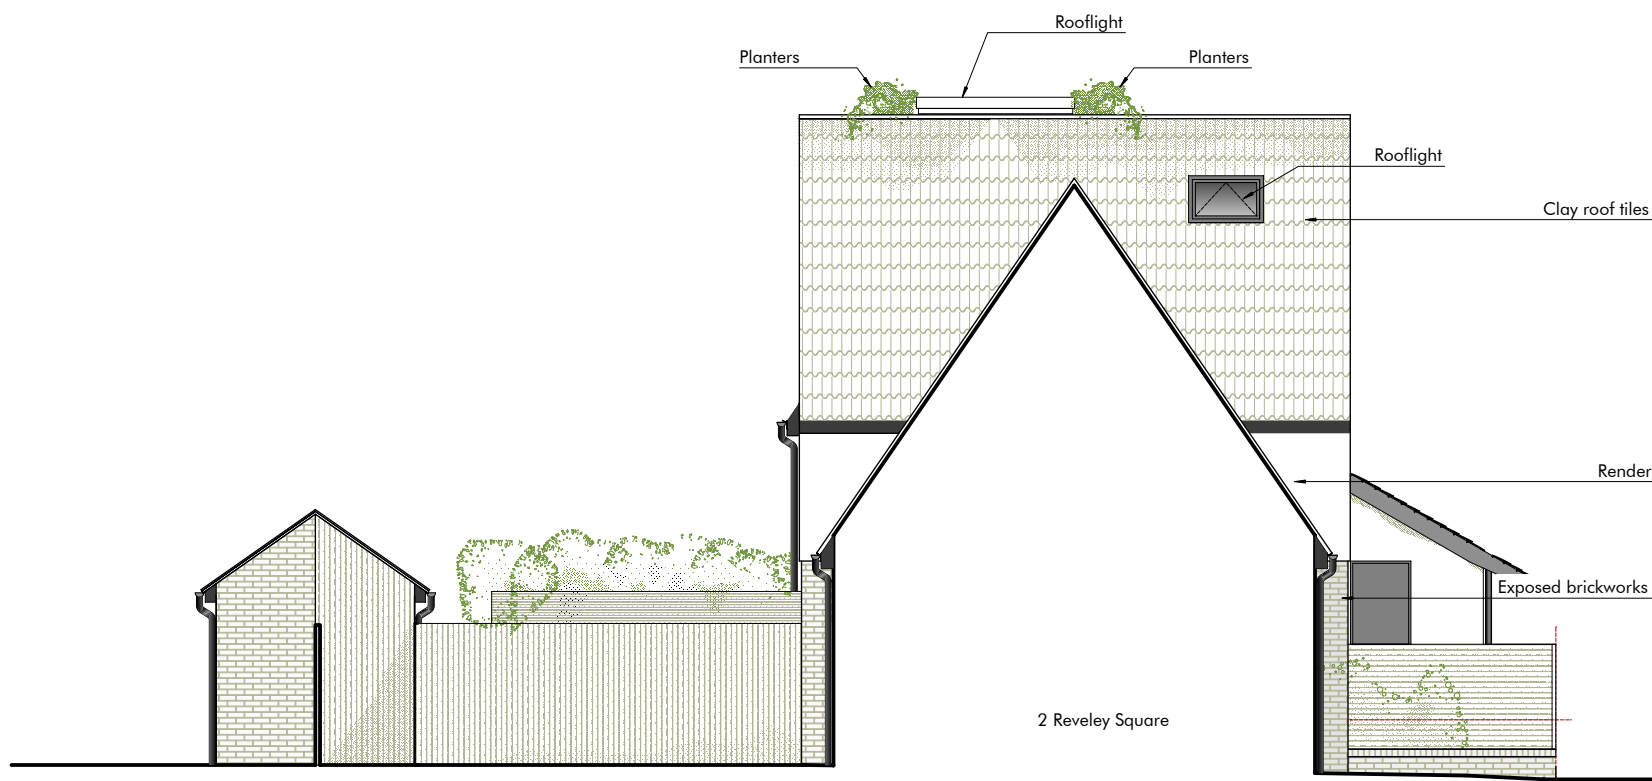 Rooflight
Planters
Planters
Rooflight
Clay roof tiles
Render
Exposed brickworks
2 Reveley Square